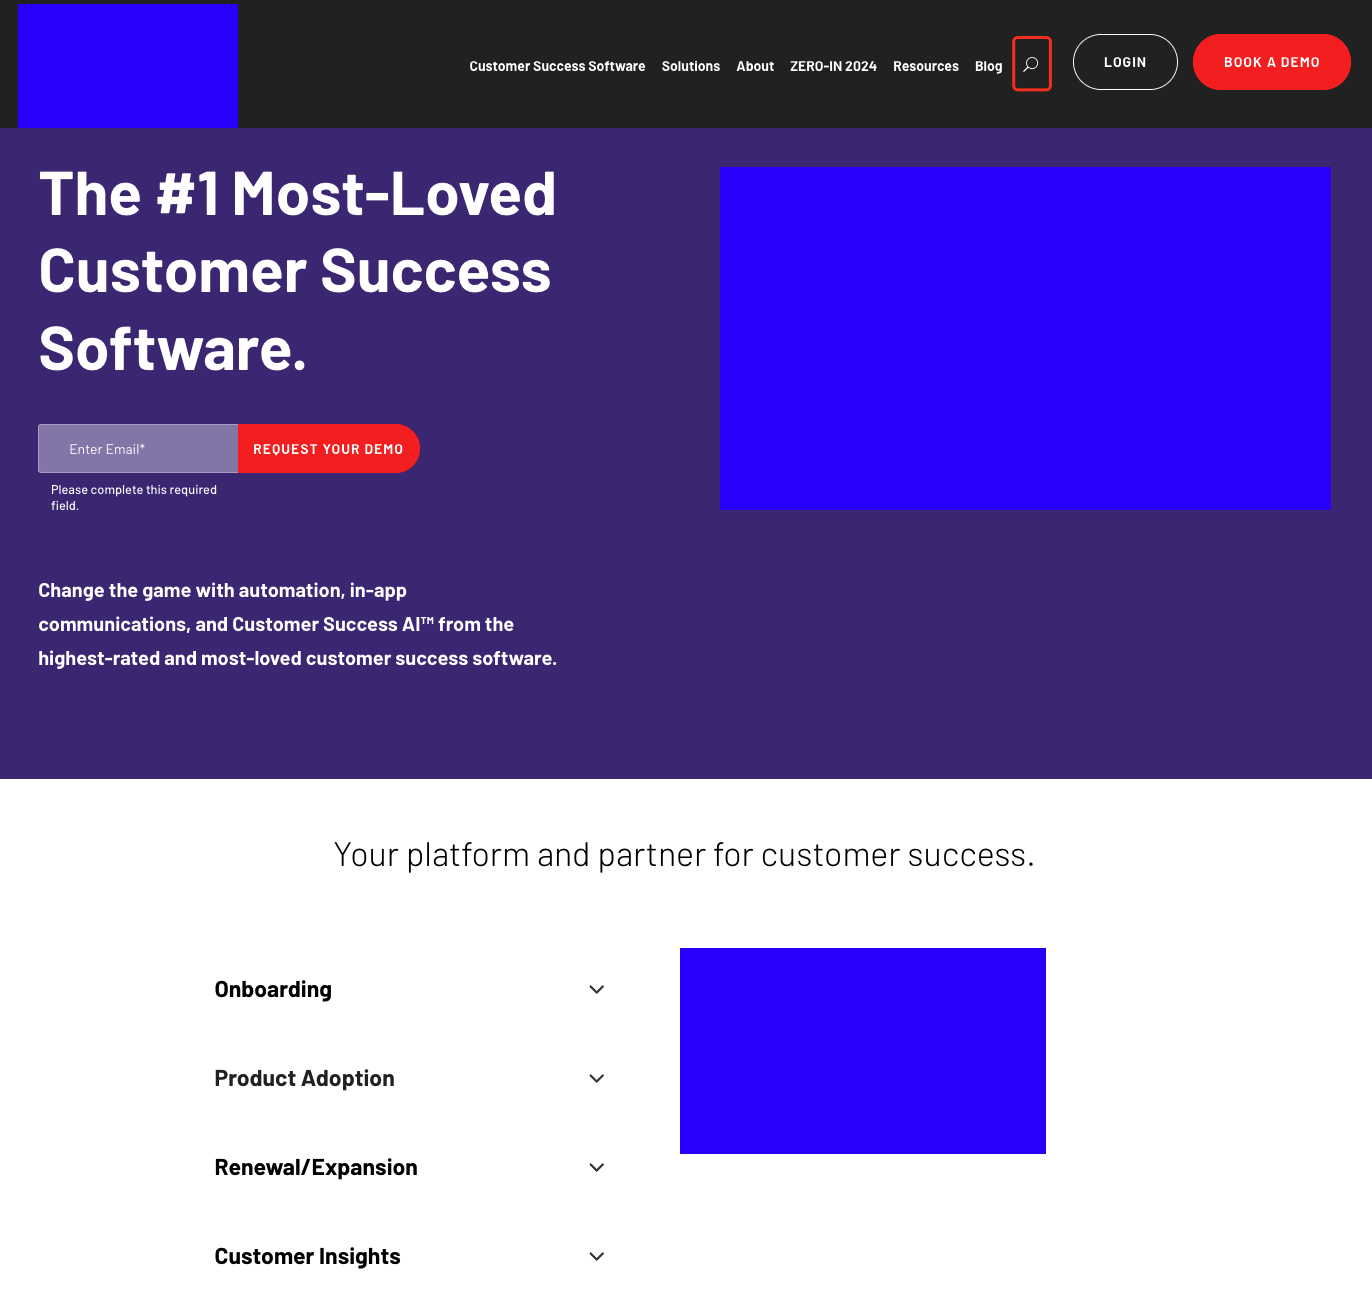 Customer Success Software Solutions About ZERO-IN 2024 Resources Blog LOGIN BOOK A DEMO
The #1 Most-Loved
Customer Success
Software.
Enter Email* REQUEST YOUR DEMO
Please complete this required
field.
Change the game with automation, in-app
communications, and Customer Success AI™ from the
highest-rated and most-loved customer success software.
Your platform and partner for customer success.
Onboarding
Product Adoption
Renewal/Expansion
Customer Insights